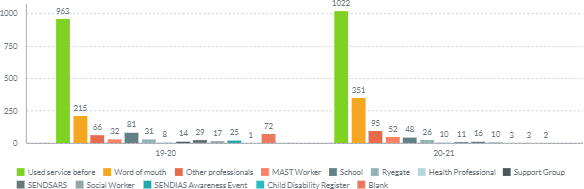 1022
963
1000
750
500
351
250
215
66 32 81 31 8 14 29 17 25 1 72
95 52 48 26 10 11 16 10 3 3 2
0
19-20 20-21
Used service before Word of mouth Other professionals MAST Worker School Ryegate Health Professional Support Group
SENDSARS Social Worker SENDIAS Awareness Event Child Disability Register Blank